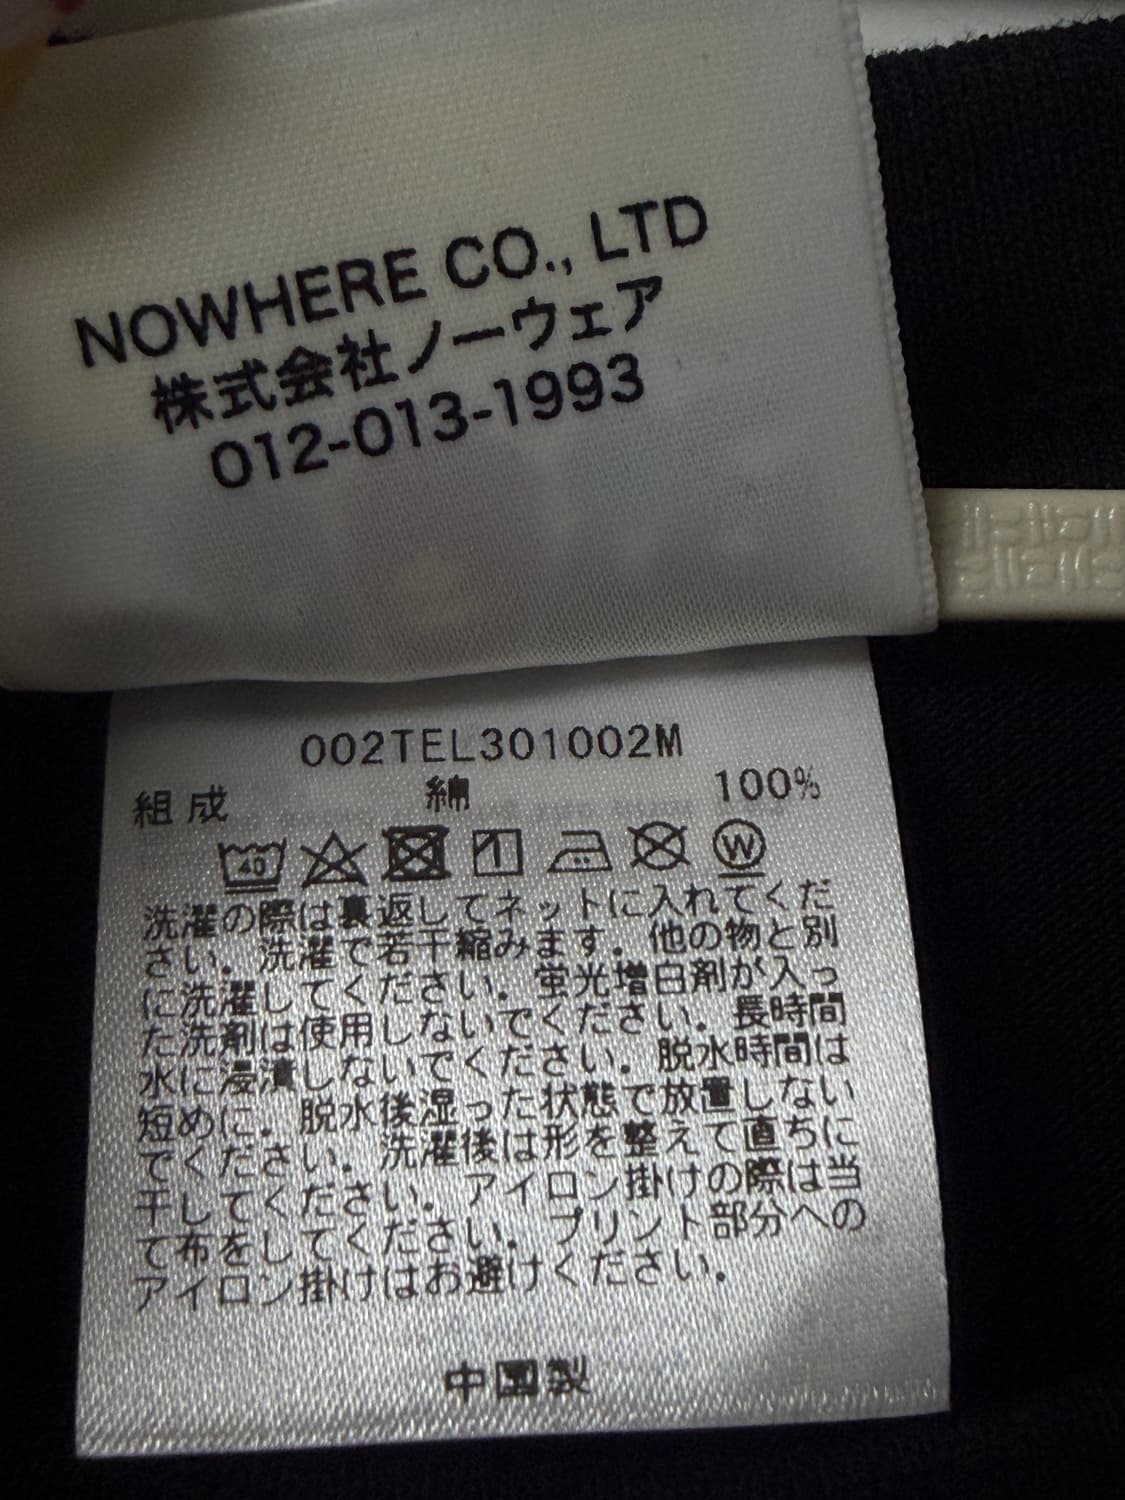 NOWHERE CO., LTD
株式会社ノーウェア
012-013-1993
002TEL301002M
組成 綿 100%
40 W
洗濯の際は裏返してネットに入れてくだ
さい。洗濯で若干縮みます。他の物と別
に洗濯してください。蛍光増白剤が入っ
た洗剤は使用しないでください。長時間
水に浸漬しないでください。脱水時間は
短めに。脱水後湿った状態で放置しない
でください。洗濯後は形を整えて直ちに
干してください。アイロン掛けの際は当
て布をしてください。プリント部分への
アイロン掛けはお避けください。
中国製